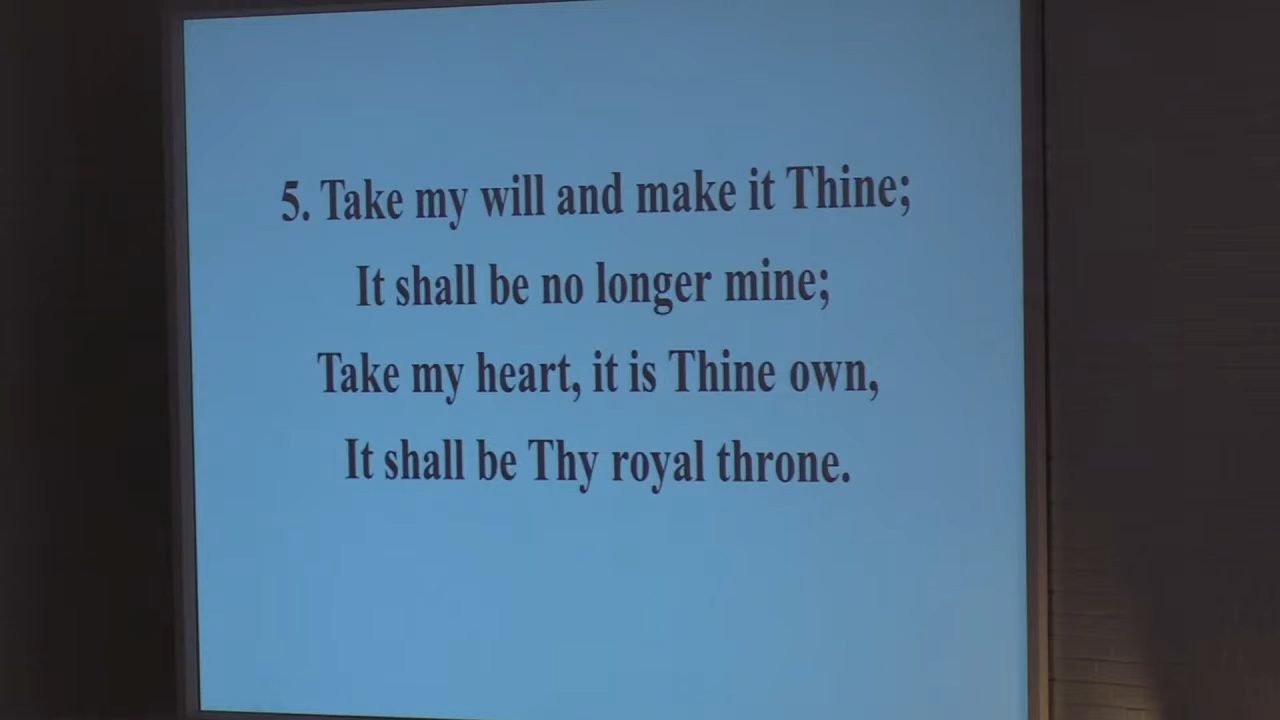 5. Take my will and make it Thine;
It shall be no longer mine;
Take my heart, it is Thine own,
It shall be Thy royal throne.